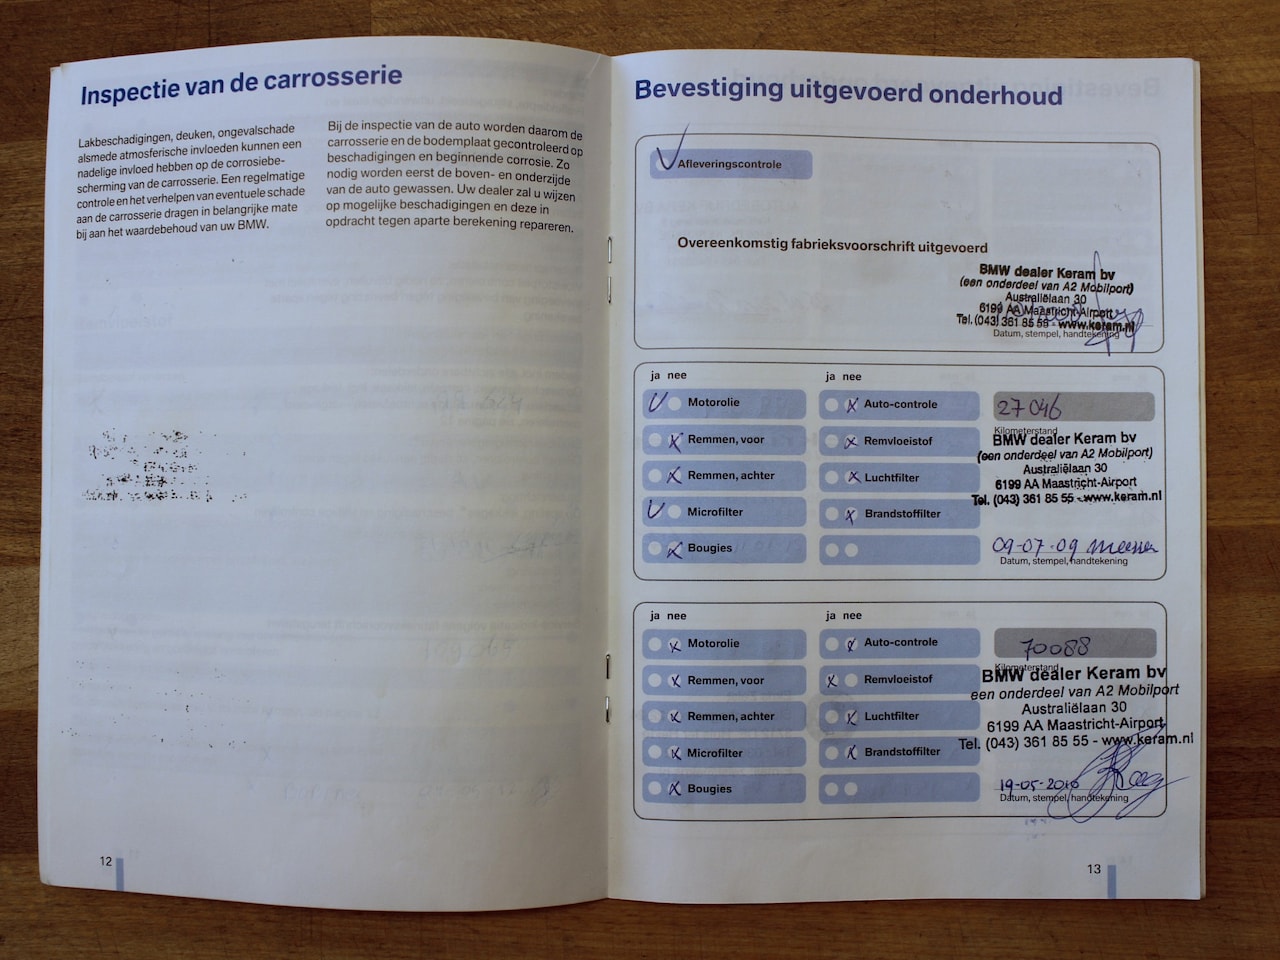 Inspectie van de carrosserie
Lakbeschadigingen, deuken, ongevalschade
alsmede atmosferische invloeden kunnen een
nadelige invloed hebben op de corrosiebe-
scherming van de carrosserie. Een regelmatige
controle en het verhelpen van eventuele schade
aan de carrosserie dragen in belangrijke mate
bij aan het waardebehoud van uw BMW.
Bij de inspectie van de auto worden daarom de
carrosserie en de bodemplaat gecontroleerd op
beschadigingen en beginnende corrosie. Zo
nodig worden eerst de boven- en onderzijde
van de auto gewassen. Uw dealer zal u wijzen
op mogelijke beschadigingen en deze in
opdracht tegen aparte berekening repareren.
12
Bevestiging uitgevoerd onderhoud
Afleveringscontrole
Overeenkomstig fabrieksvoorschrift uitgevoerd
BMW dealer Keram bv
(een onderdeel van A2 Mobilport)
Australiëlaan 30
6199 AA Maastricht-Airport
Tel. (043) 361 85 55 - www.keram.nl
Datum, stempel, handtekening
ja nee
ja nee
Motorolie
Auto-controle
27046
Kilometerstand
Remmen, voor
Remvloeistof
BMW dealer Keram bv
(een onderdeel van A2 Mobilport)
Australiëlaan 30
Remmen, achter
Luchtfilter
6199 AA Maastricht-Airport
Tel. (043) 361 85 55 - www.keram.nl
Microfilter
Brandstoffilter
Bougies
09-07-09
Datum, stempel, handtekening
ja nee
ja nee
Motorolie
Auto-controle
70088
Kilometerstand
Remmen, voor
Remvloeistof
BMW dealer Keram bv
een onderdeel van A2 Mobilport
Australiëlaan 30
Remmen, achter
Luchtfilter
6199 AA Maastricht-Airport
Tel. (043) 361 85 55 - www.keram.nl
Microfilter
Brandstoffilter
Bougies
19-05-2010
Datum, stempel, handtekening
13